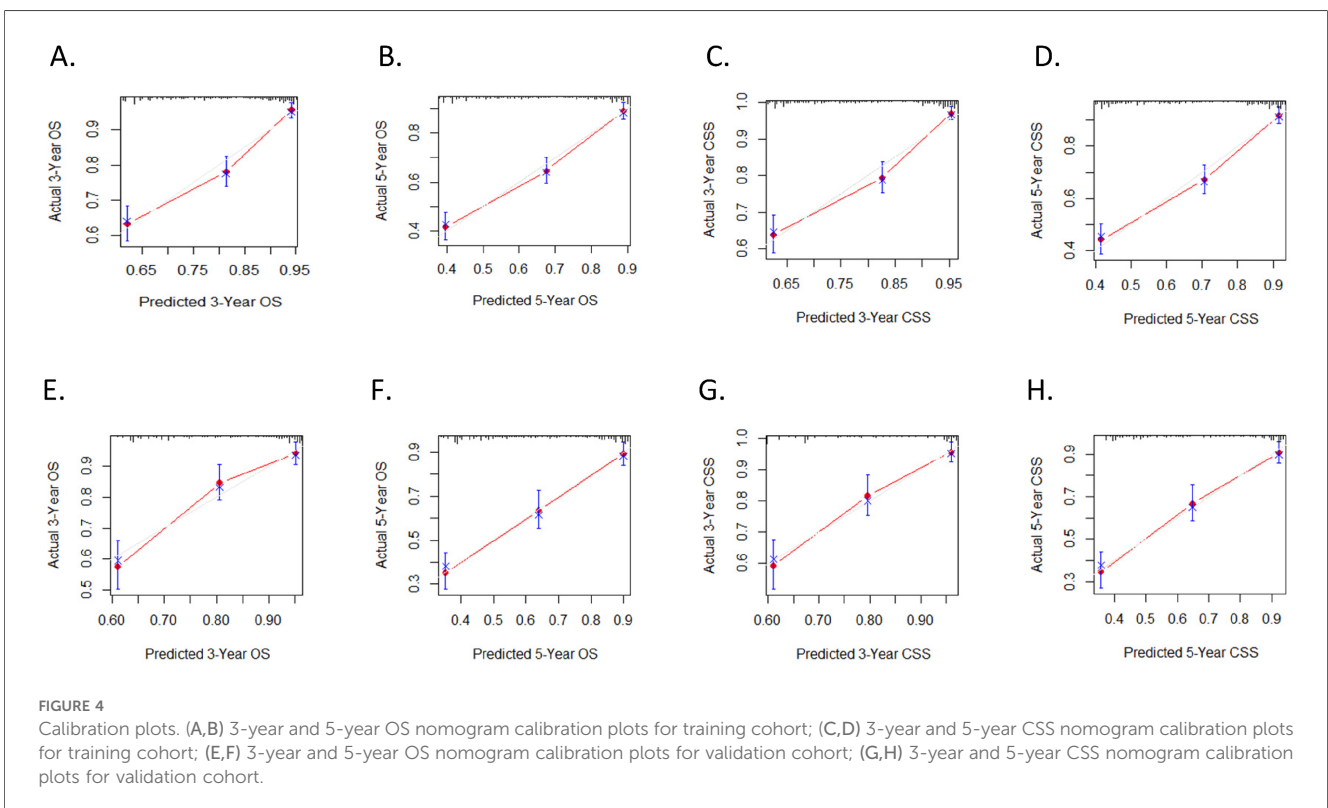 A.
B.
C.
D.
Actual 3-Year OS
0.6 0.7 0.8 0.9
0.65 0.75 0.85 0.95
Predicted 3-Year OS
Actual 5-Year OS
0.4 0.6 0.8
0.4 0.5 0.6 0.7 0.8 0.9
Predicted 5-Year OS
Actual 3-Year CSS
0.6 0.7 0.8 0.9 1.0
0.65 0.75 0.85 0.95
Predicted 3-Year CSS
Actual 5-Year CSS
0.4 0.6 0.8
0.4 0.5 0.6 0.7 0.8 0.9
Predicted 5-Year CSS
E.
F.
G.
H.
Actual 3-Year OS
0.5 0.6 0.7 0.8 0.9
0.60 0.70 0.80 0.90
Predicted 3-Year OS
Actual 5-Year OS
0.3 0.5 0.7 0.9
0.4 0.5 0.6 0.7 0.8 0.9
Predicted 5-Year OS
Actual 3-Year CSS
0.6 0.7 0.8 0.9 1.0
0.60 0.70 0.80 0.90
Predicted 3-Year CSS
Actual 5-Year CSS
0.3 0.5 0.7 0.9
0.4 0.5 0.6 0.7 0.8 0.9
Predicted 5-Year CSS
FIGURE 4
Calibration plots. (A,B) 3-year and 5-year OS nomogram calibration plots for training cohort; (C,D) 3-year and 5-year CSS nomogram calibration plots
for training cohort; (E,F) 3-year and 5-year OS nomogram calibration plots for validation cohort; (G,H) 3-year and 5-year CSS nomogram calibration
plots for validation cohort.